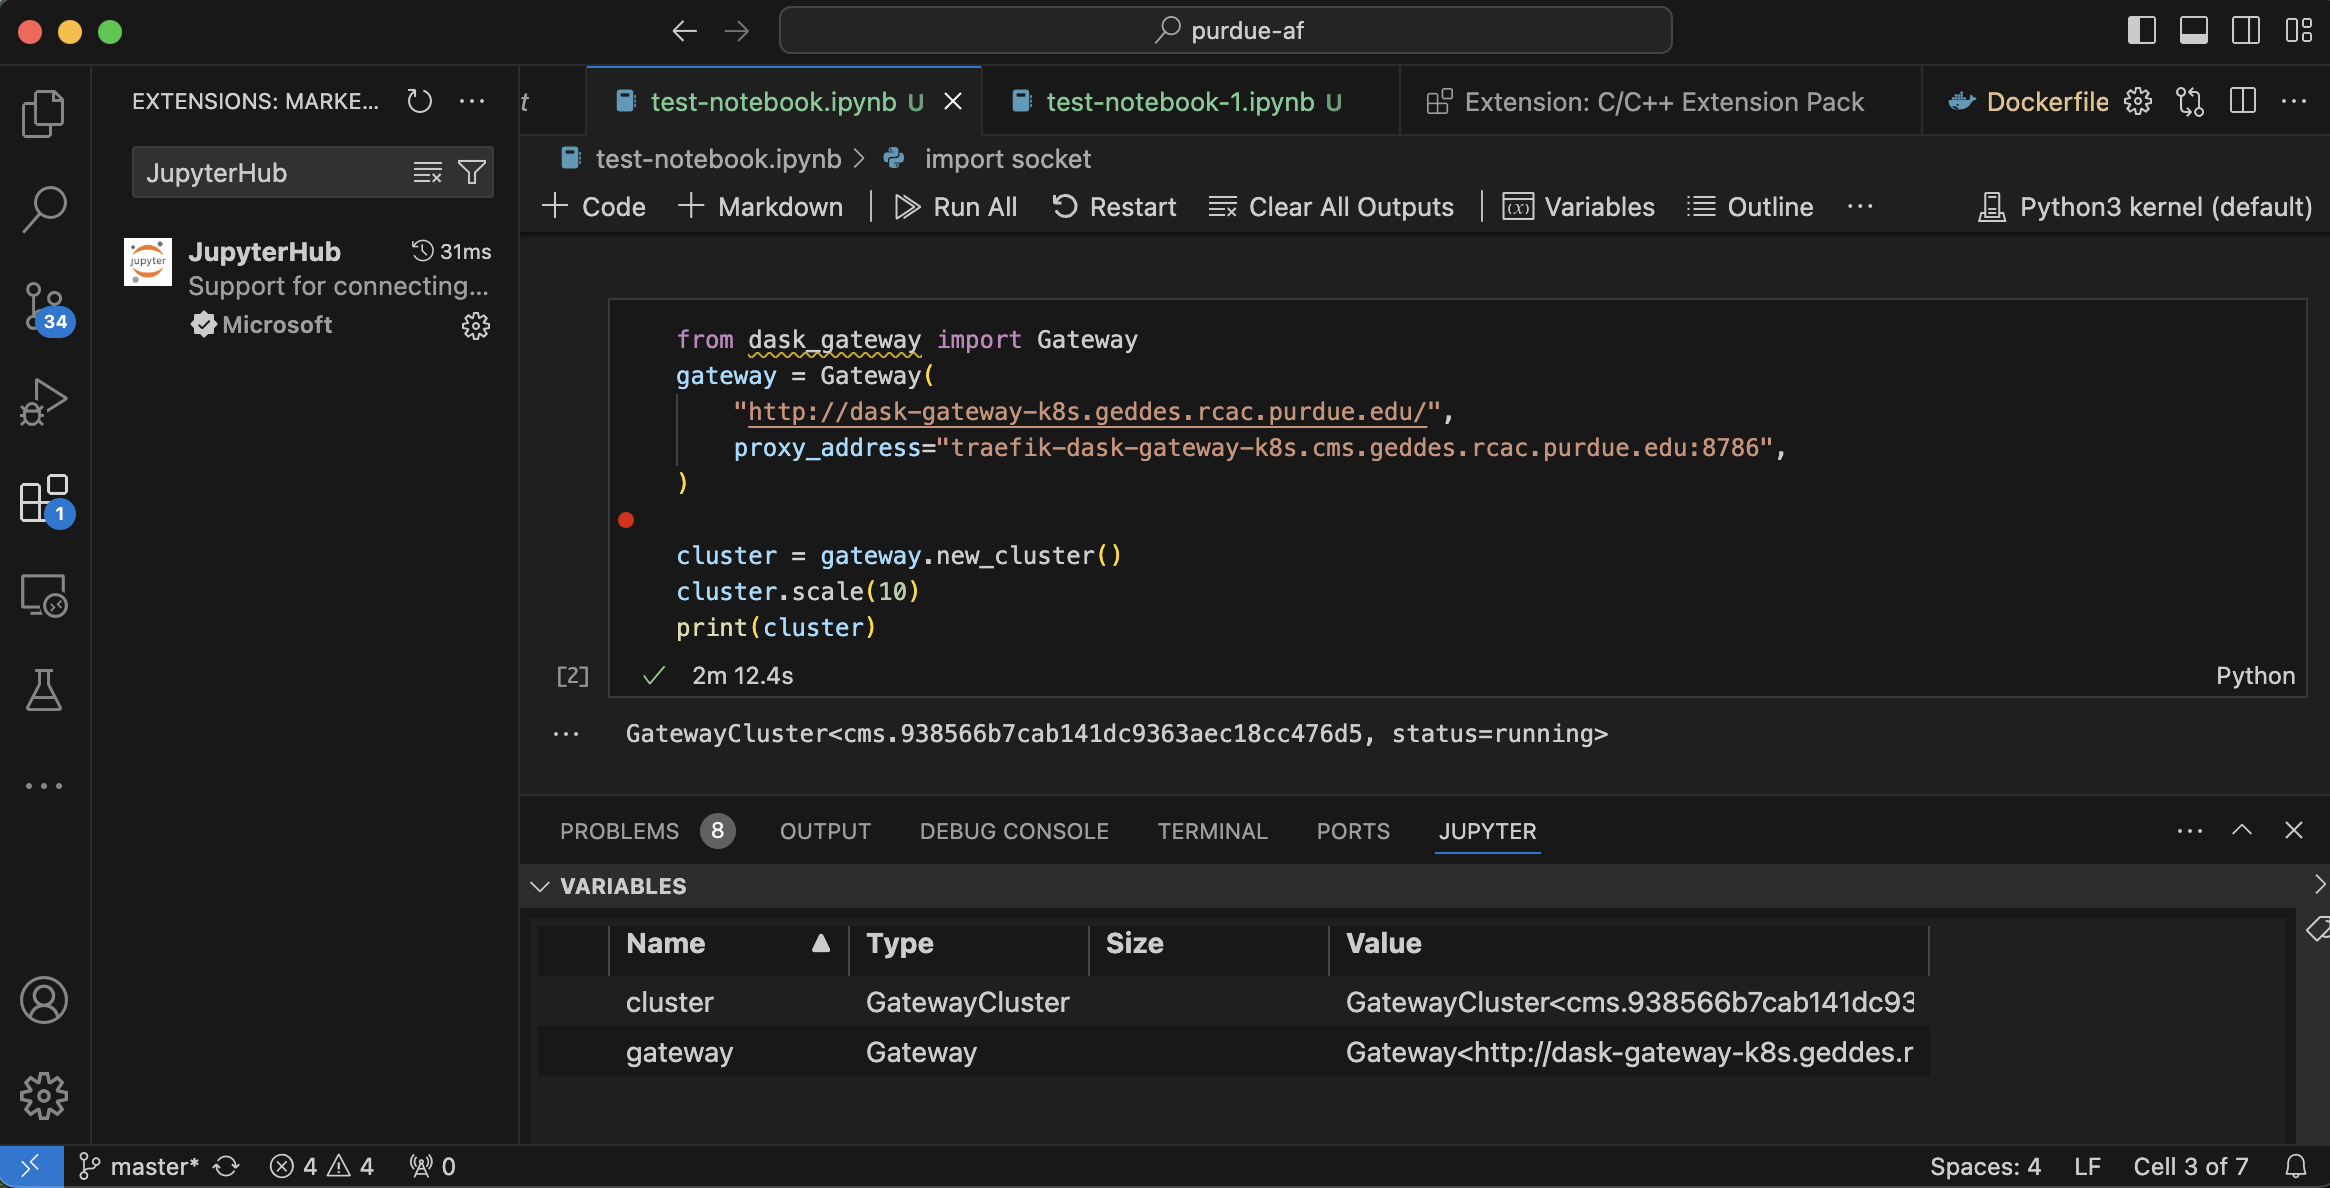 purdue-af
EXTENSIONS: MARKE...
t
test-notebook.ipynb U
test-notebook-1.ipynb U
Extension: C/C++ Extension Pack
Dockerfile
JupyterHub
test-notebook.ipynb > import socket
Code
Markdown
Run All
Restart
Clear All Outputs
Variables
Outline
Python3 kernel (default)
jupyter
JupyterHub 31ms
Support for connecting...
Microsoft
34
1
from dask_gateway import Gateway
gateway = Gateway(
"http://dask-gateway-k8s.geddes.rcac.purdue.edu/",
proxy_address="traefik-dask-gateway-k8s.cms.geddes.rcac.purdue.edu:8786",
)
cluster = gateway.new_cluster()
cluster.scale(10)
print(cluster)
[2] 2m 12.4s Python
GatewayCluster<cms.938566b7cab141dc9363aec18cc476d5, status=running>
PROBLEMS 8 OUTPUT DEBUG CONSOLE TERMINAL PORTS JUPYTER
VARIABLES
Name Type Size Value
cluster GatewayCluster GatewayCluster<cms.938566b7cab141dc93
gateway Gateway Gateway<http://dask-gateway-k8s.geddes.r
master* 4 4 0 Spaces: 4 LF Cell 3 of 7